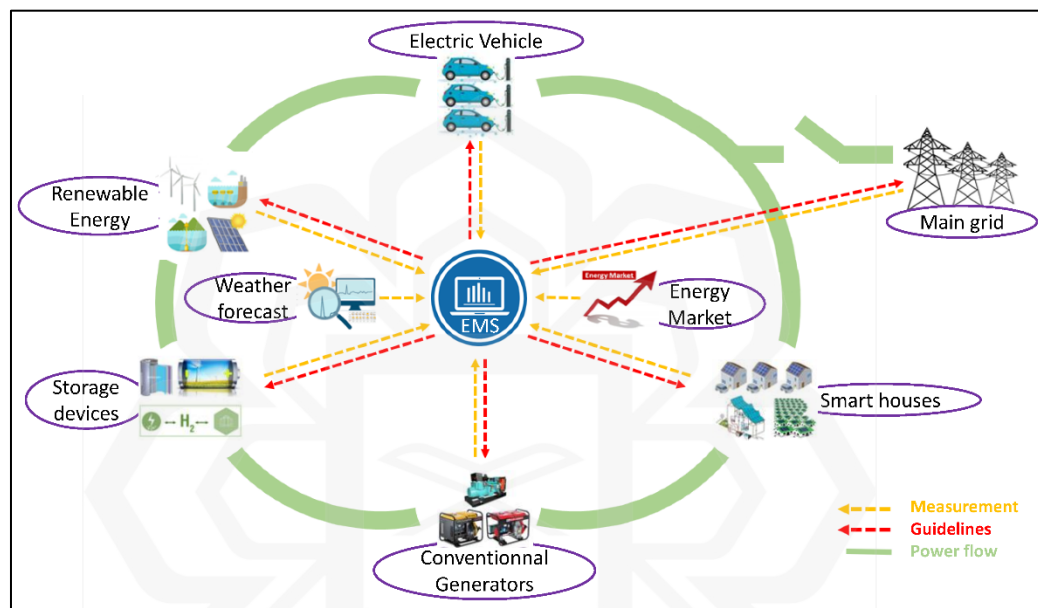 Electric Vehicle
Renewable
Energy
Main grid
Weather
forecast
Energy Market
Energy
Market
EMS
Storage
devices
H2
Smart houses
Measurement
Guidelines
Power flow
Conventionnal
Generators